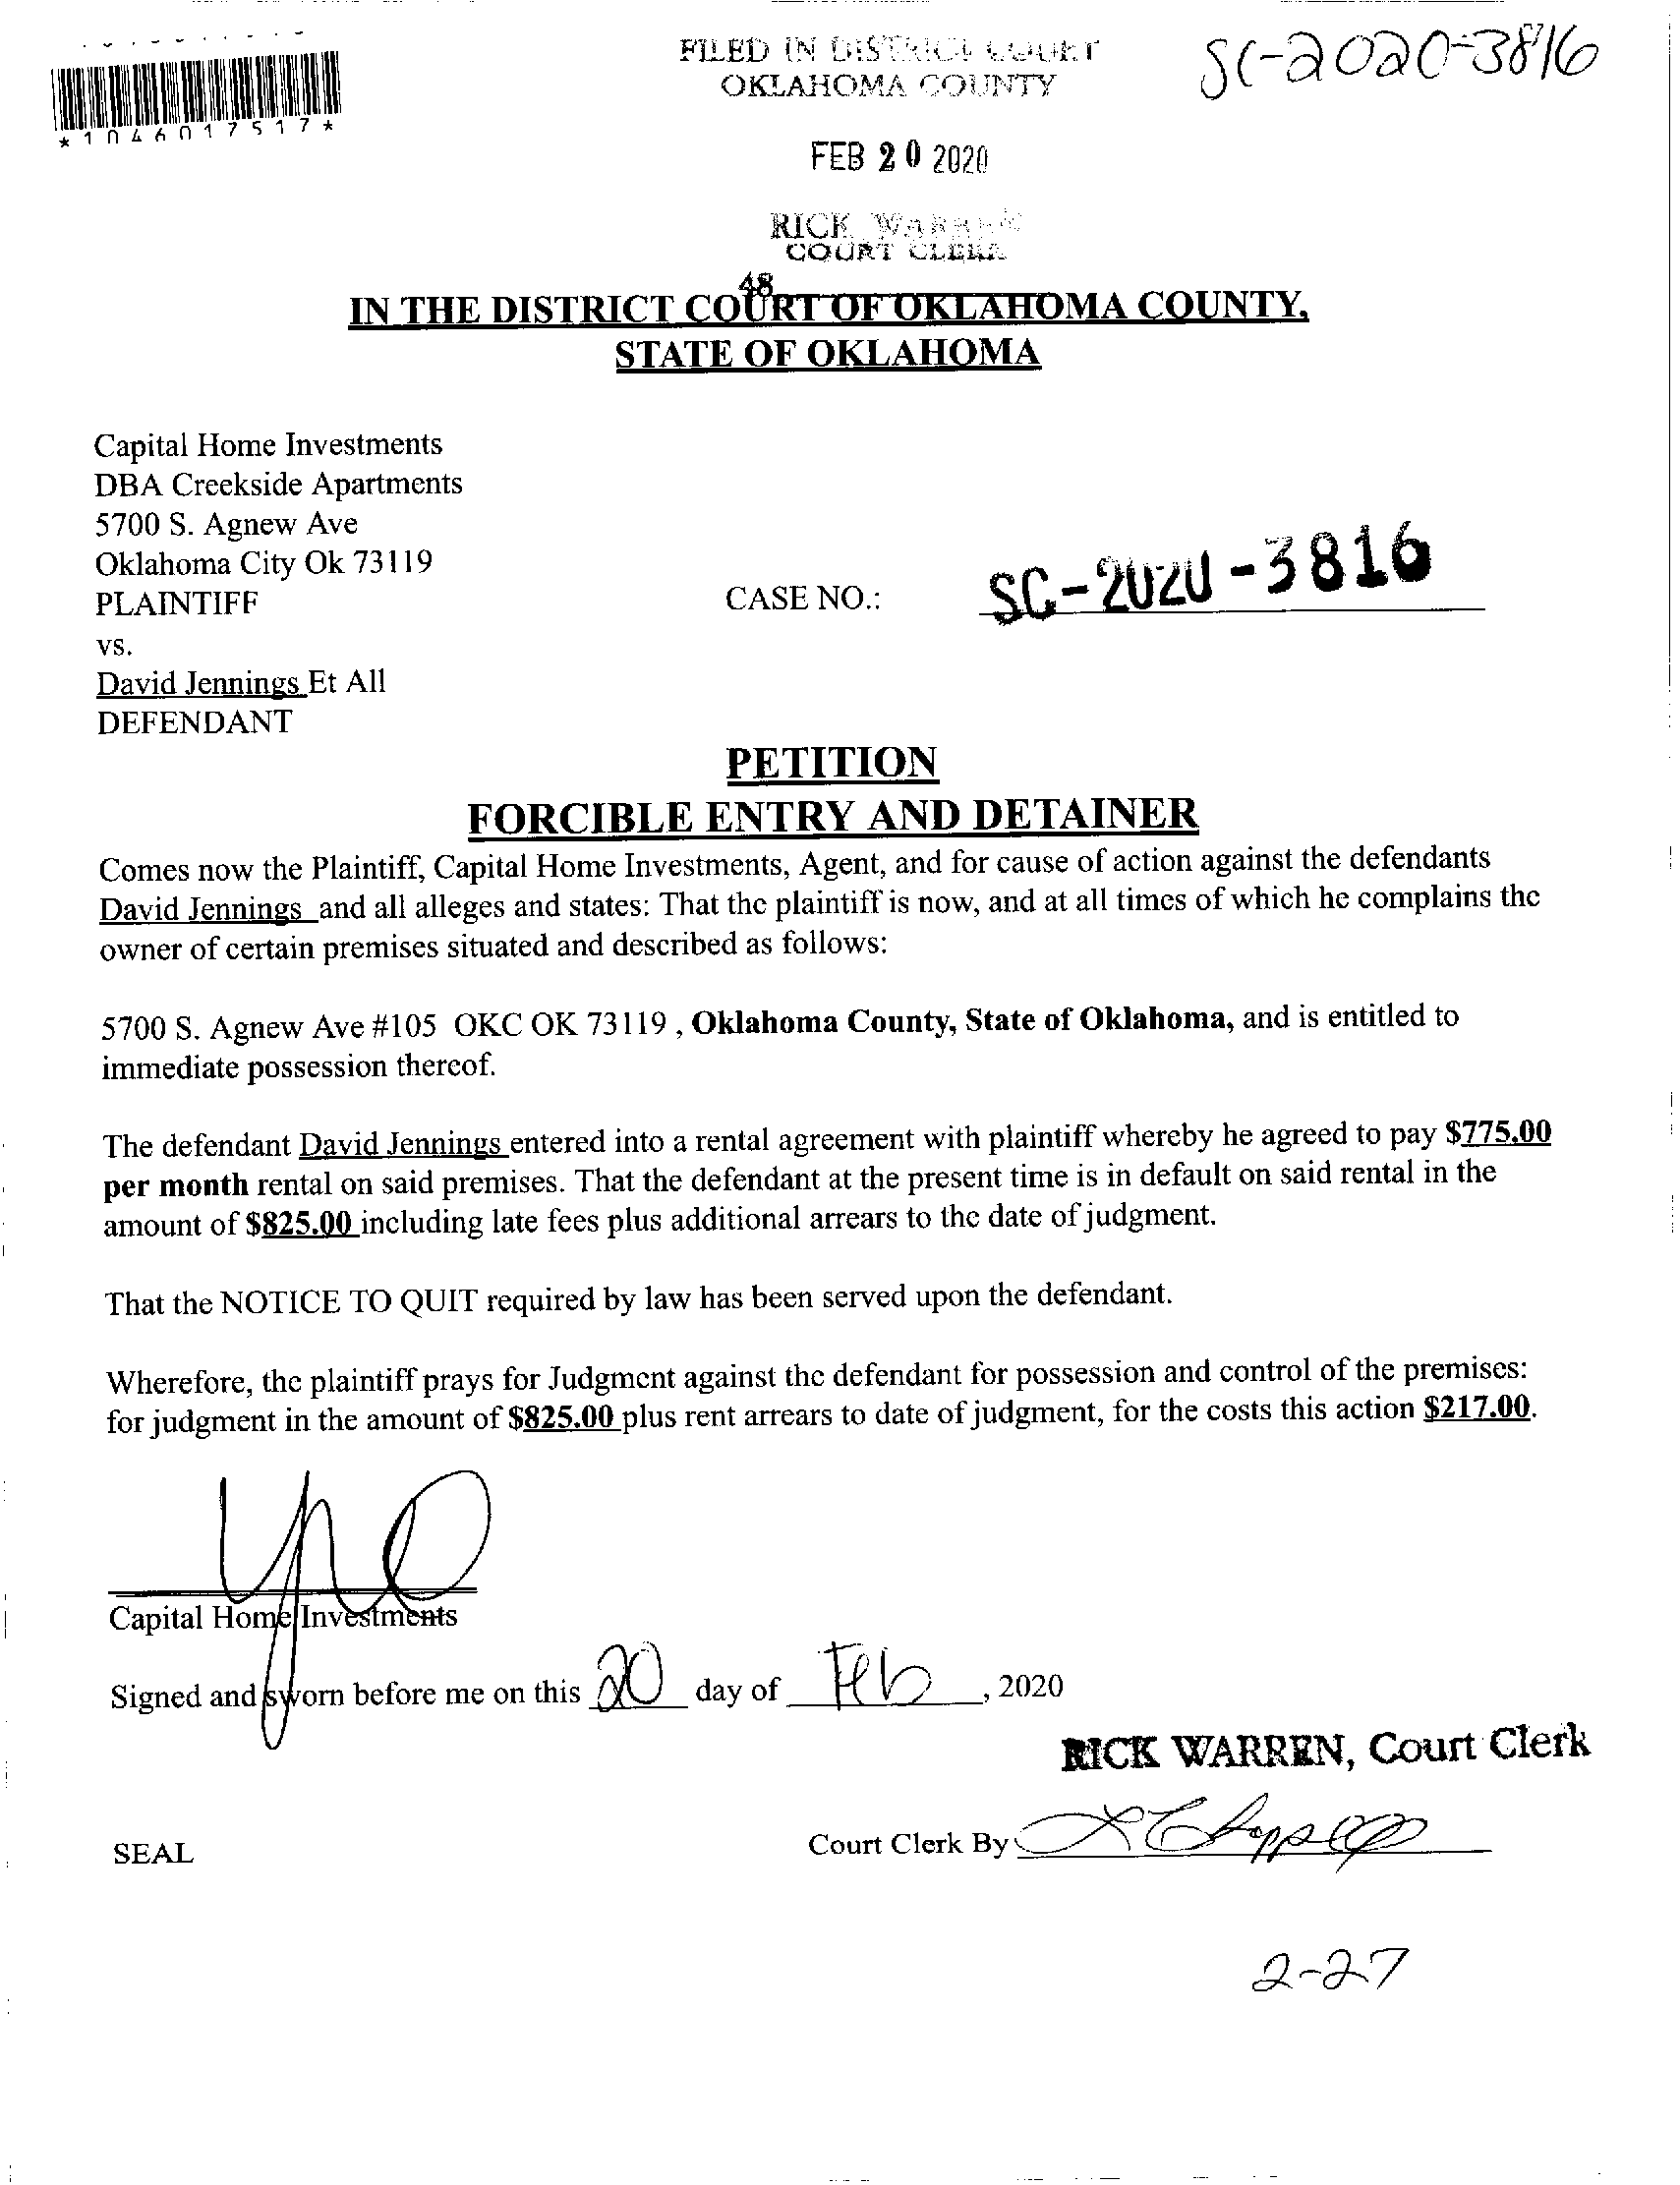 FILED IN DISTRICT COURT
OKLAHOMA COUNTY
SC-2020-3816
*1046017517*
FEB 20 2020
RICK WARREN
COURT CLERK
48
IN THE DISTRICT COURT OF OKLAHOMA COUNTY,
STATE OF OKLAHOMA
Capital Home Investments
DBA Creekside Apartments
5700 S. Agnew Ave
Oklahoma City Ok 73119
PLAINTIFF
CASE NO.: SC-2020-3816
vs.
David Jennings Et All
DEFENDANT
PETITION
FORCIBLE ENTRY AND DETAINER
Comes now the Plaintiff, Capital Home Investments, Agent, and for cause of action against the defendants
David Jennings and all alleges and states: That the plaintiff is now, and at all times of which he complains the
owner of certain premises situated and described as follows:
5700 S. Agnew Ave #105 OKC OK 73119 , Oklahoma County, State of Oklahoma, and is entitled to
immediate possession thereof.
The defendant David Jennings entered into a rental agreement with plaintiff whereby he agreed to pay $775.00
per month rental on said premises. That the defendant at the present time is in default on said rental in the
amount of $825.00 including late fees plus additional arrears to the date of judgment.
That the NOTICE TO QUIT required by law has been served upon the defendant.
Wherefore, the plaintiff prays for Judgment against the defendant for possession and control of the premises:
for judgment in the amount of $825.00 plus rent arrears to date of judgment, for the costs this action $217.00.
Capital Home Investments
Signed and sworn before me on this 20 day of Feb, 2020
RICK WARREN, Court Clerk
SEAL
Court Clerk By
2-27